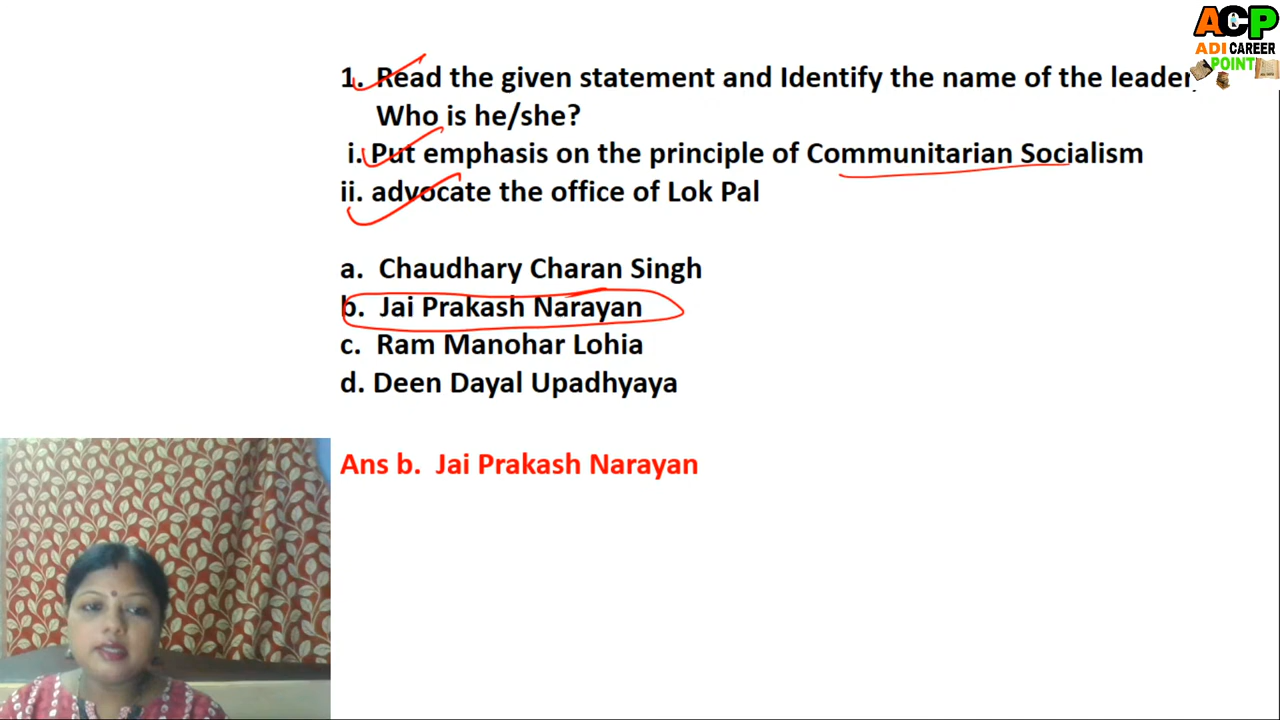 ACP
ADI CAREER
POINT
1. Read the given statement and Identify the name of the leader,
Who is he/she?
i. Put emphasis on the principle of Communitarian Socialism
ii. advocate the office of Lok Pal
a. Chaudhary Charan Singh
b. Jai Prakash Narayan
c. Ram Manohar Lohia
d. Deen Dayal Upadhyaya
Ans b. Jai Prakash Narayan